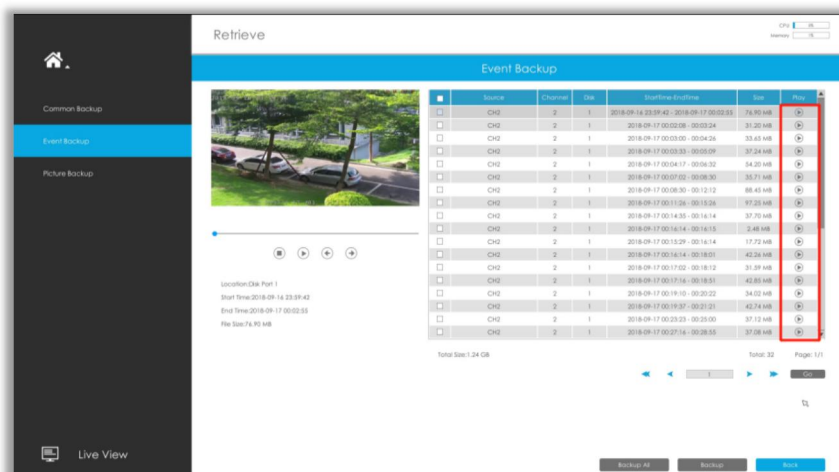 Retrieve
CPU
Memory
Event Backup
Common Backup
Event Backup
Picture Backup
Source Channel Disk StartTime-EndTime Size Play
CH2 2 1 2018-09-16 23:59:42 - 2018-09-17 00:02:55 76.90 MB
CH2 2 1 2018-09-17 00:02:08 - 00:03:24 31.20 MB
CH2 2 1 2018-09-17 00:03:00 - 00:04:26 33.65 MB
CH2 2 1 2018-09-17 00:03:33 - 00:05:09 37.24 MB
CH2 2 1 2018-09-17 00:04:17 - 00:06:32 54.20 MB
CH2 2 1 2018-09-17 00:07:02 - 00:08:30 35.71 MB
CH2 2 1 2018-09-17 00:08:30 - 00:12:12 88.45 MB
CH2 2 1 2018-09-17 00:11:26 - 00:15:26 97.25 MB
CH2 2 1 2018-09-17 00:14:35 - 00:16:14 37.70 MB
CH2 2 1 2018-09-17 00:16:14 - 00:16:15 2.48 MB
CH2 2 1 2018-09-17 00:15:29 - 00:16:14 17.72 MB
CH2 2 1 2018-09-17 00:16:14 - 00:18:01 42.26 MB
CH2 2 1 2018-09-17 00:17:02 - 00:18:12 31.59 MB
CH2 2 1 2018-09-17 00:17:16 - 00:18:51 42.85 MB
CH2 2 1 2018-09-17 00:19:10 - 00:20:22 34.02 MB
CH2 2 1 2018-09-17 00:19:37 - 00:21:21 42.74 MB
CH2 2 1 2018-09-17 00:23:23 - 00:25:00 37.12 MB
CH2 2 1 2018-09-17 00:27:16 - 00:28:55 37.08 MB
Location:Disk Port 1
Start Time:2018-09-16 23:59:42
End Time:2018-09-17 00:02:55
File Size:76.90 MB
Total Size:1.24 GB Total: 32 Page: 1/1
1 Go
Live View
Backup All Backup Back